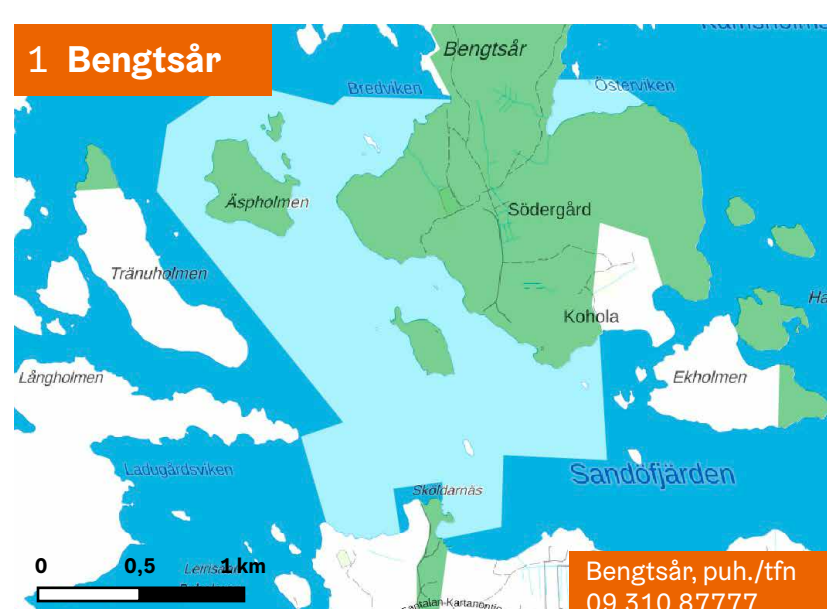 1 Bengtsår
Bengtsår
Bredviken
Österviken
Äspholmen
Södergård
Tränuholmen
Kohola
Långholmen
Ekholmen
Ladugårdsviken
Sandöfjärden
Skoldarnäs
0 0,5 1 km
Bengtsår, puh./tfn
09 310 87777